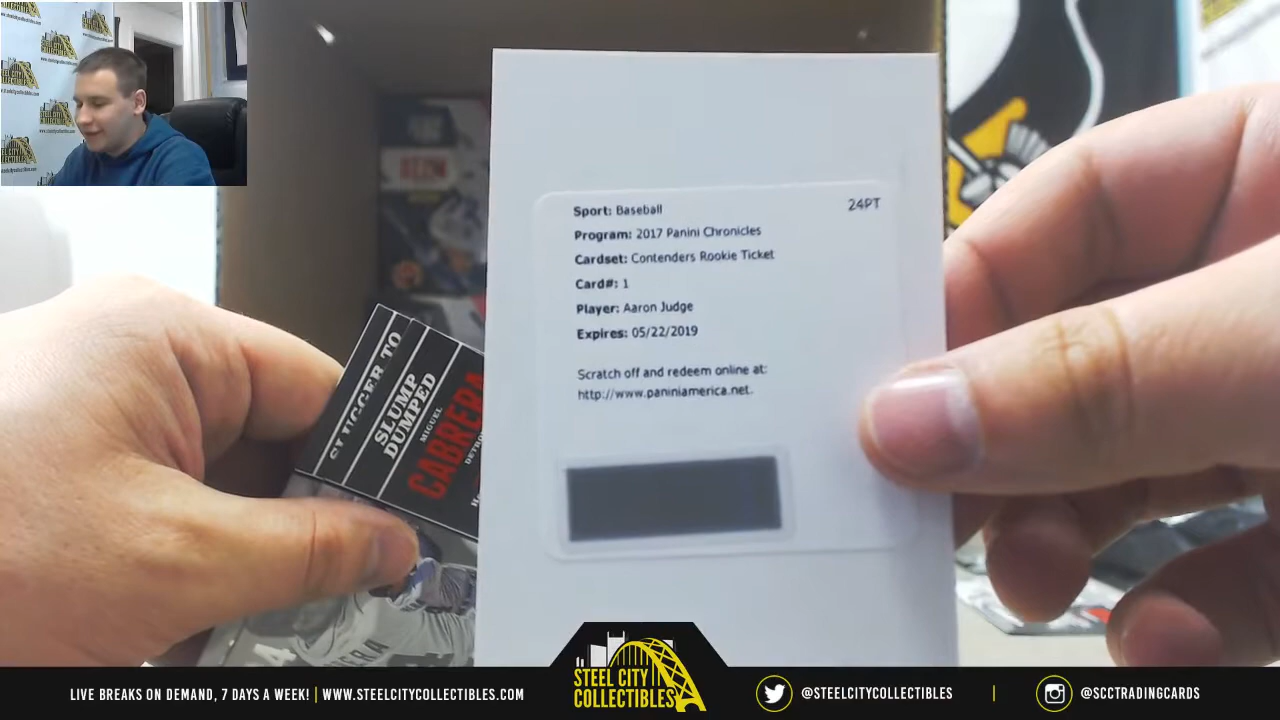 Sport: Baseball
24PT
Program: 2017 Panini Chronicles
Cardset: Contenders Rookie Ticket
Card#: 1
Player: Aaron Judge
Expires: 05/22/2019
Scratch off and redeem online at:
http://www.paniniamerica.net.
SLUGGER TO
SLUMP
DUMPED
MIGUEL
CABRERA
LIVE BREAKS ON DEMAND, 7 DAYS A WEEK! | WWW.STEELCITYCOLLECTIBLES.COM
STEEL CITY
COLLECTIBLES
@STEELCITYCOLLECTIBLES
|
@SCCTRADINGCARDS